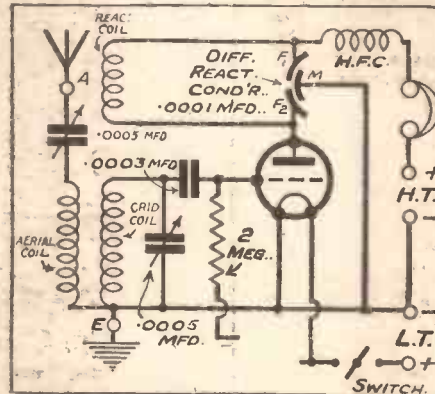 REACT.
COIL
A
.0005 MFD
DIFF.
REACT.
COND'R..
.0001 MFD..
F1
M
F2
H.F.C.
.0003 MFD
AERIAL
COIL
GRID
COIL
2
MEG..
E
.0005
MFD.
+
H.T.
-
-
L.T.
+
SWITCH.